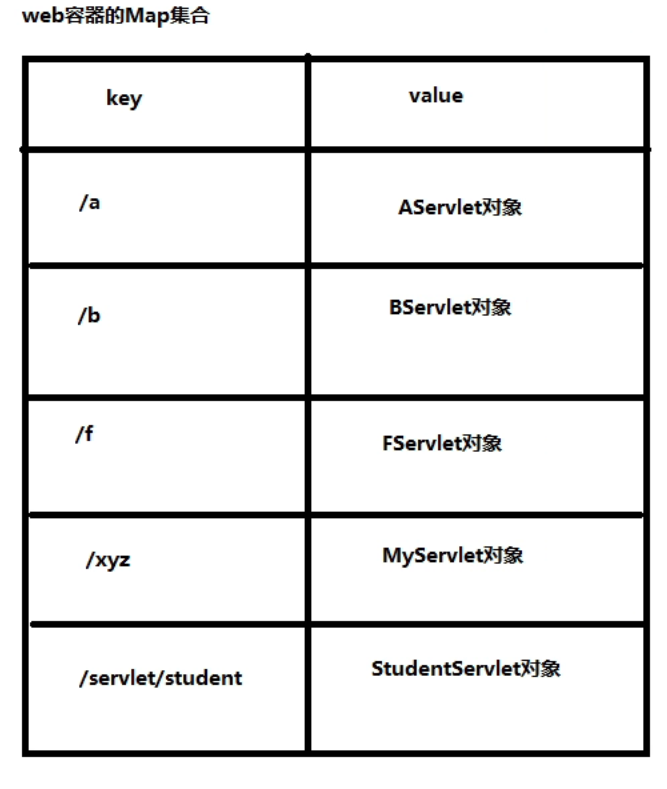 web容器的Map集合
key value
/a AServlet对象
/b BServlet对象
/f FServlet对象
/xyz MyServlet对象
/servlet/student StudentServlet对象